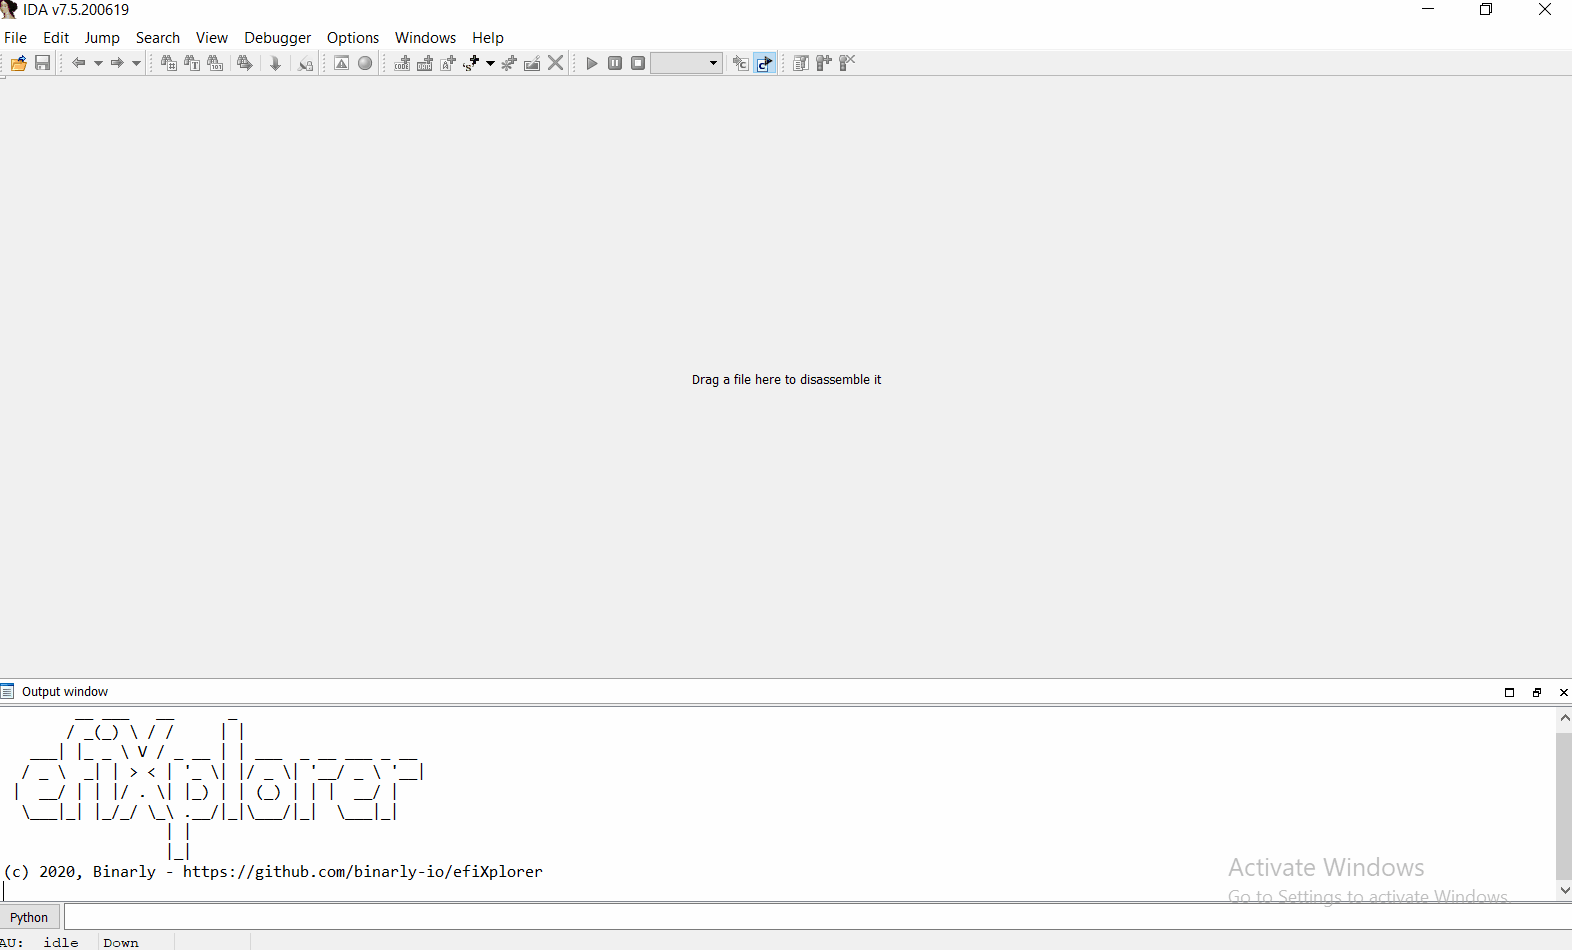 IDA v7.5.200619
File Edit Jump Search View Debugger Options Windows Help
Drag a file here to disassemble it
Output window
efiXplorer
(c) 2020, Binarly - https://github.com/binarly-io/efiXplorer
Activate Windows
Go to Settings to activate Windows.
Python
AU: idle Down